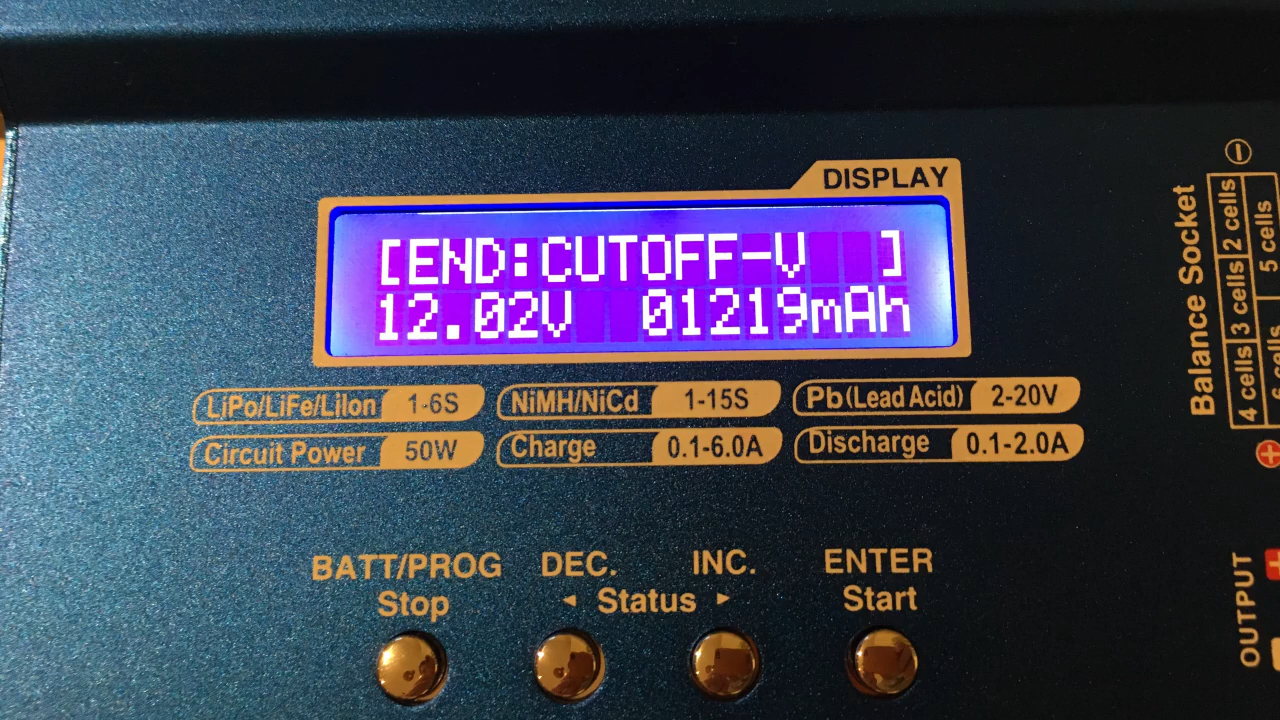 DISPLAY
[END:CUTOFF-V ]
12.02V 01219mAh
LiPo/LiFe/LiIon 1-6S
NiMH/NiCd 1-15S
Pb (Lead Acid) 2-20V
Circuit Power 50W
Charge 0.1-6.0A
Discharge 0.1-2.0A
BATT/PROG
Stop
DEC. INC.
◄ Status ►
ENTER
Start
Balance Socket
2 cells
3 cells
4 cells
5 cells
OUTPUT